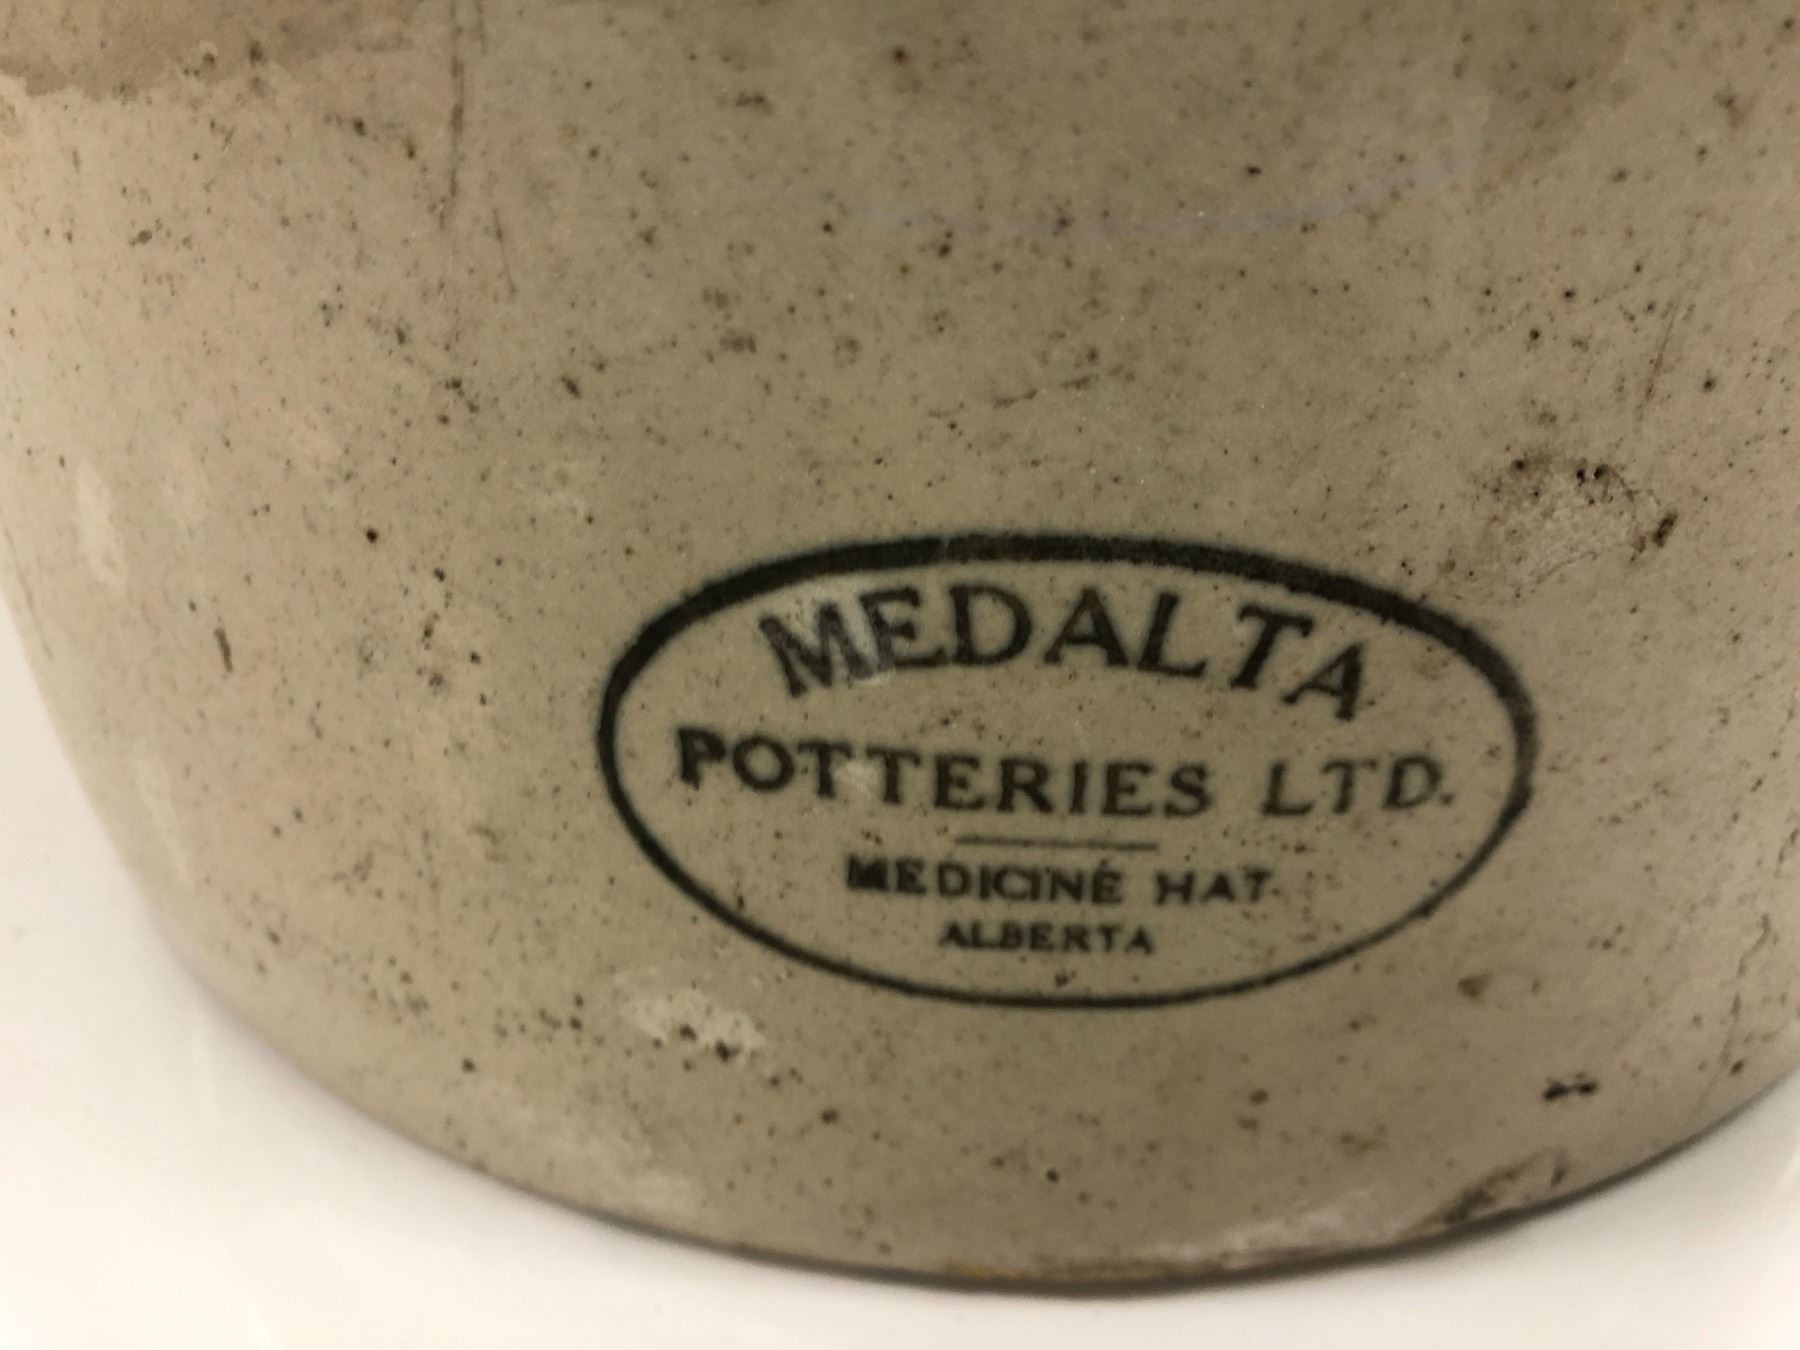 MEDALTA
POTTERIES LTD.
MEDICINE HAT
ALBERTA